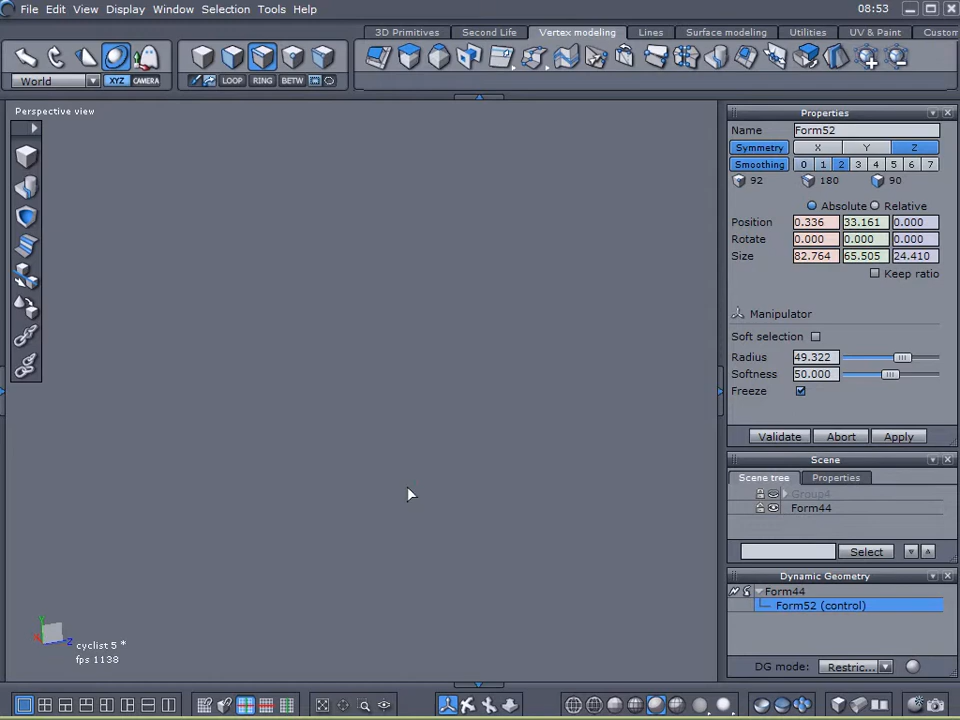 File Edit View Display Window Selection Tools Help 08:53
3D Primitives Second Life Vertex modeling Lines Surface modeling Utilities UV & Paint Custom
World XYZ CAMERA LOOP RING BETW
Perspective view
Properties
Name Form52
Symmetry X Y Z
Smoothing 0 1 2 3 4 5 6 7
92 180 90
Absolute Relative
Position 0.336 33.161 0.000
Rotate 0.000 0.000 0.000
Size 82.764 65.505 24.410
Keep ratio
Manipulator
Soft selection
Radius 49.322
Softness 50.000
Freeze
Validate Abort Apply
Scene
Scene tree Properties
Group4
Form44
Select
Dynamic Geometry
Form44
Form52 (control)
DG mode: Restric...
Y X Z
cyclist 5 *
fps 1138